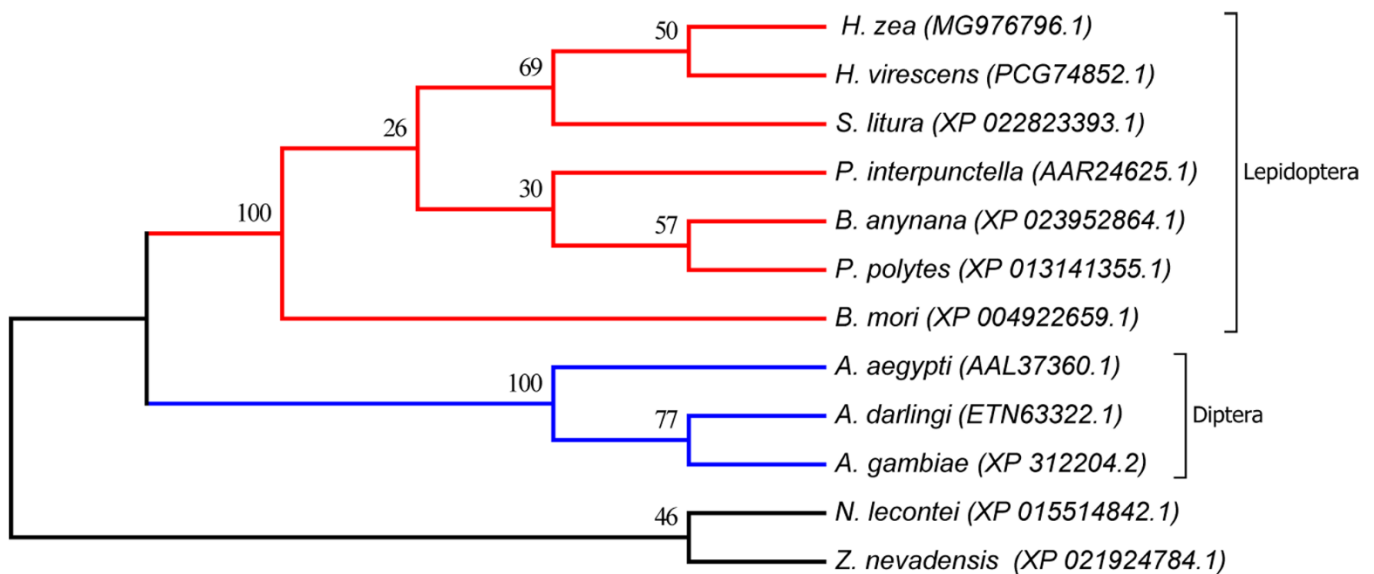 H. zea (MG976796.1)
50
H. virescens (PCG74852.1)
69
S. litura (XP 022823393.1)
26
P. interpunctella (AAR24625.1)
Lepidoptera
30
B. anynana (XP 023952864.1)
57
100
P. polytes (XP 013141355.1)
B. mori (XP 004922659.1)
A. aegypti (AAL37360.1)
100
A. darlingi (ETN63322.1)
77
Diptera
A. gambiae (XP 312204.2)
N. lecontei (XP 015514842.1)
46
Z. nevadensis (XP 021924784.1)